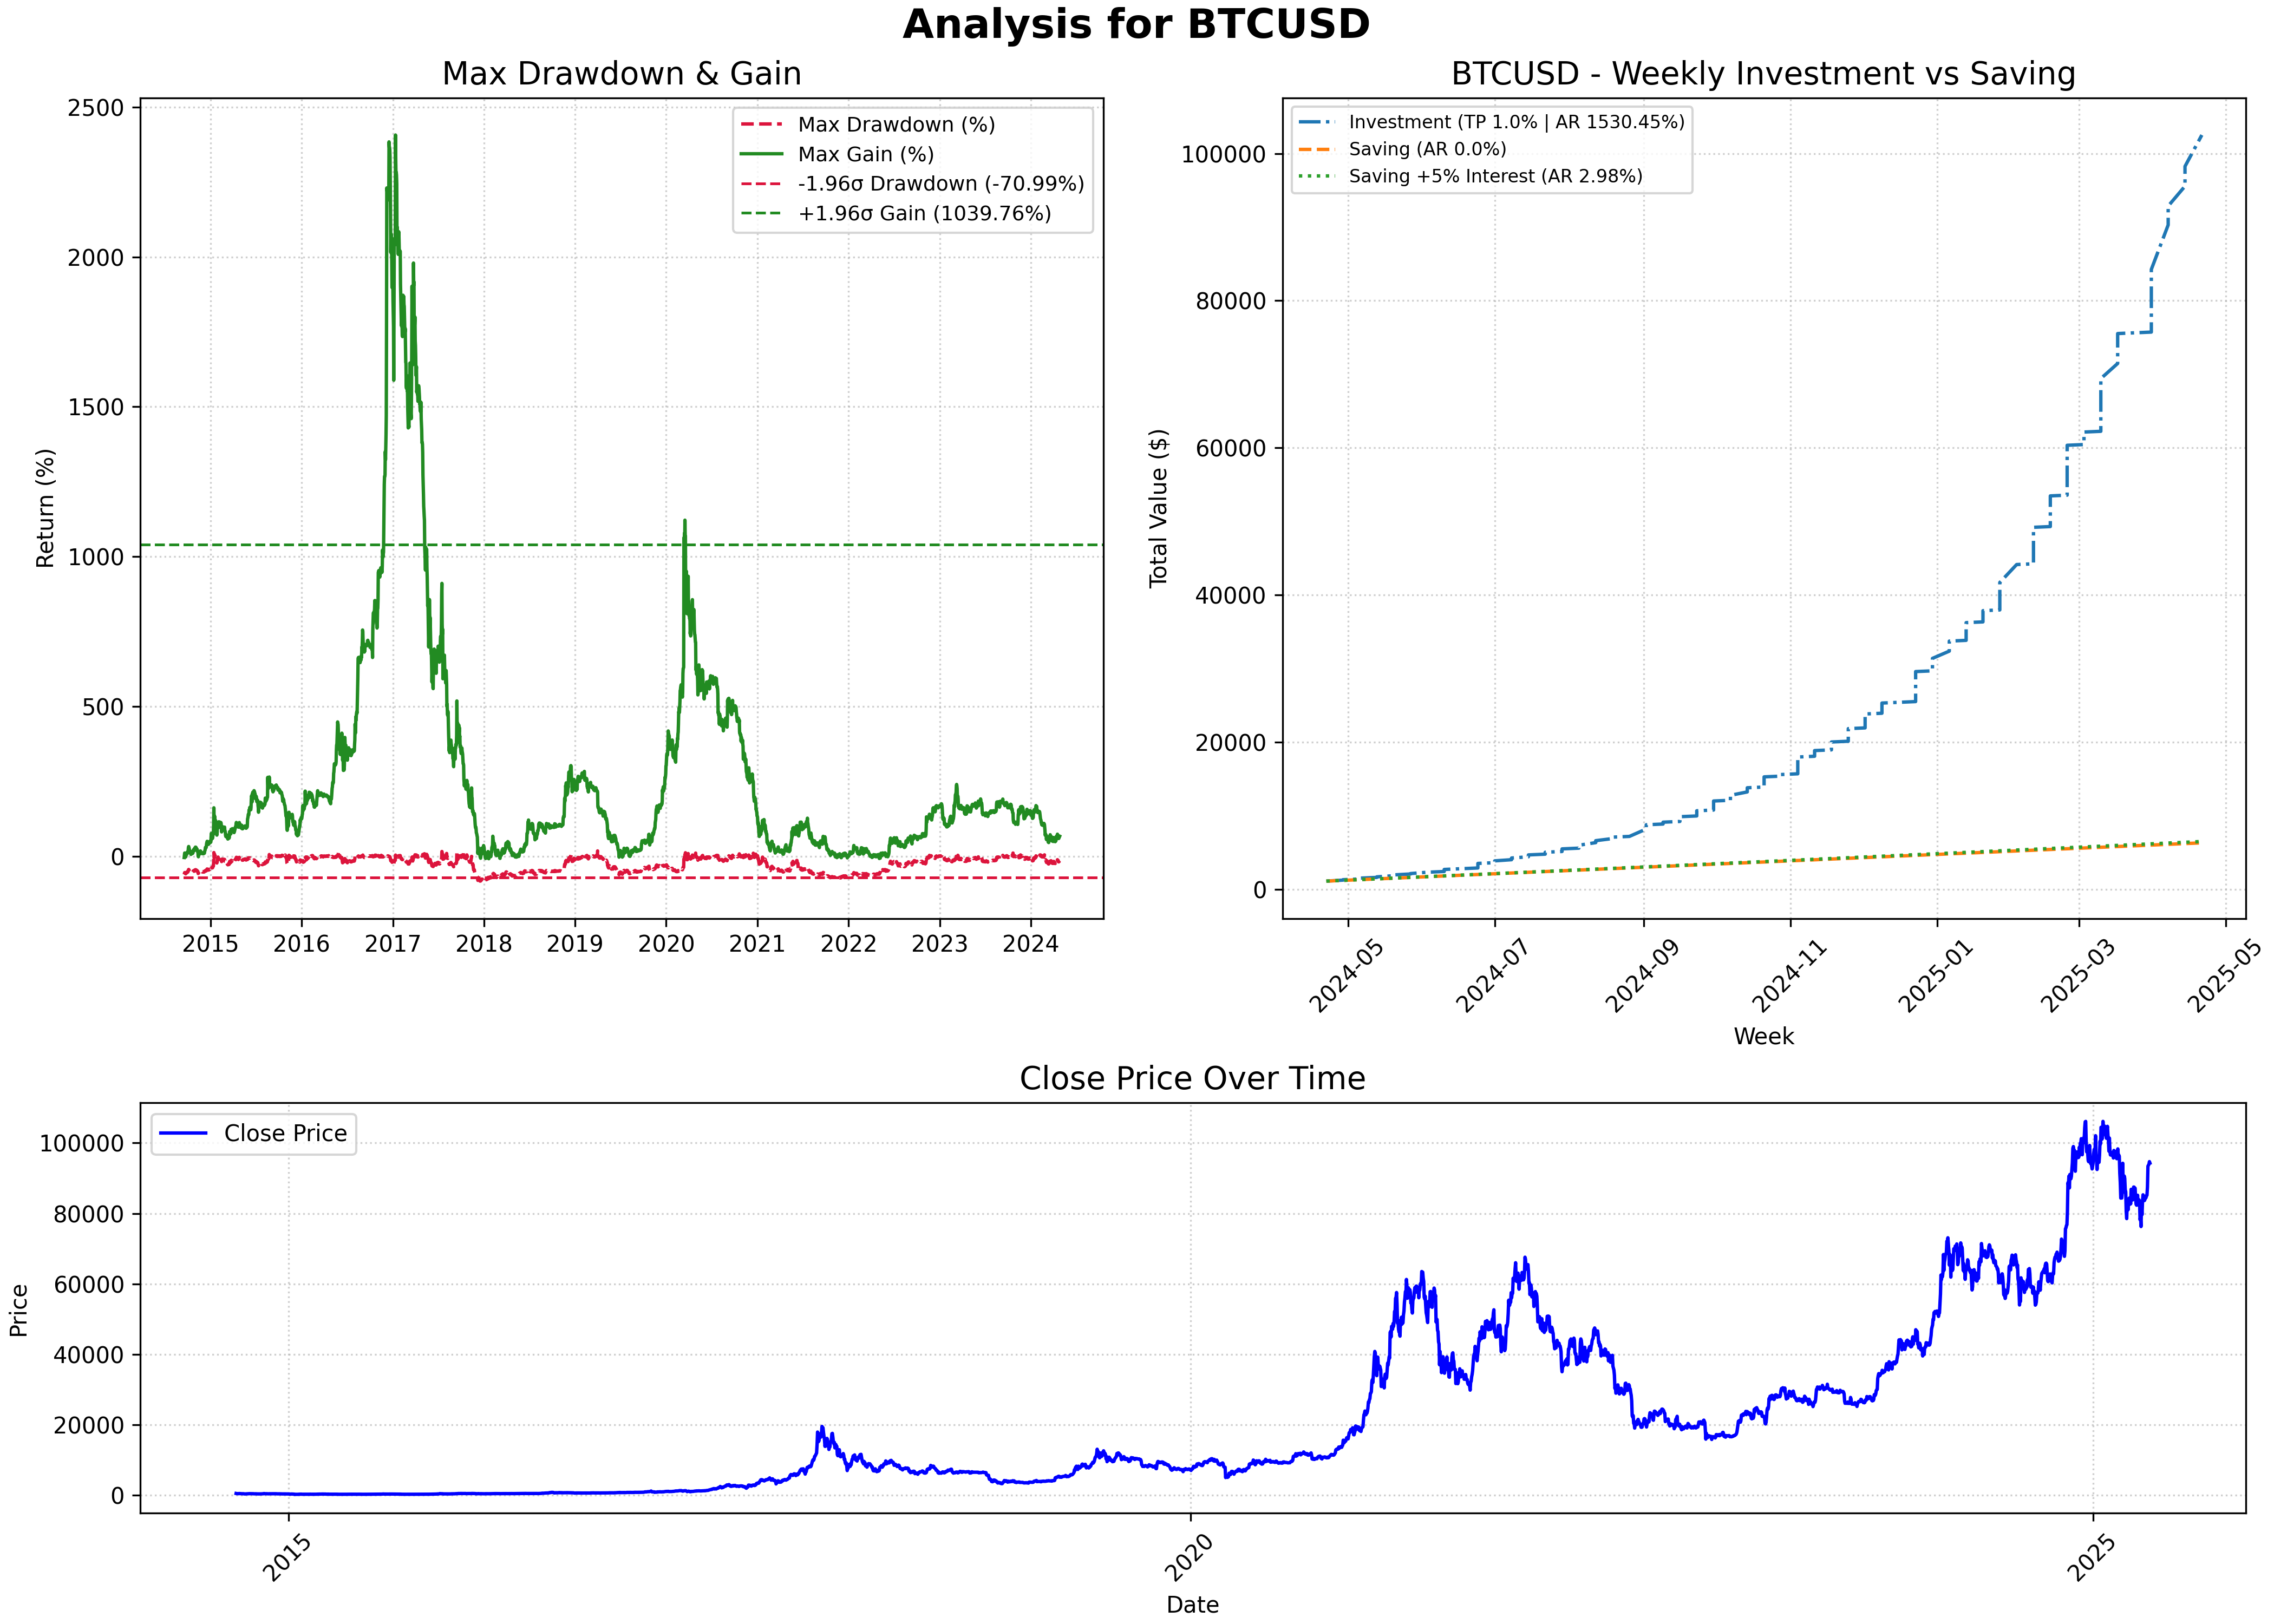 Analysis for BTCUSD
Max Drawdown & Gain
Return (%)
2500
2000
1500
1000
500
0
Max Drawdown (%)
Max Gain (%)
-1.96σ Drawdown (-70.99%)
+1.96σ Gain (1039.76%)
2015 2016 2017 2018 2019 2020 2021 2022 2023 2024
BTCUSD - Weekly Investment vs Saving
Total Value ($)
100000
80000
60000
40000
20000
0
Investment (TP 1.0% | AR 1530.45%)
Saving (AR 0.0%)
Saving +5% Interest (AR 2.98%)
2024-05 2024-07 2024-09 2024-11 2025-01 2025-03 2025-05
Week
Close Price Over Time
Price
100000
80000
60000
40000
20000
0
Close Price
2015 2020 2025
Date